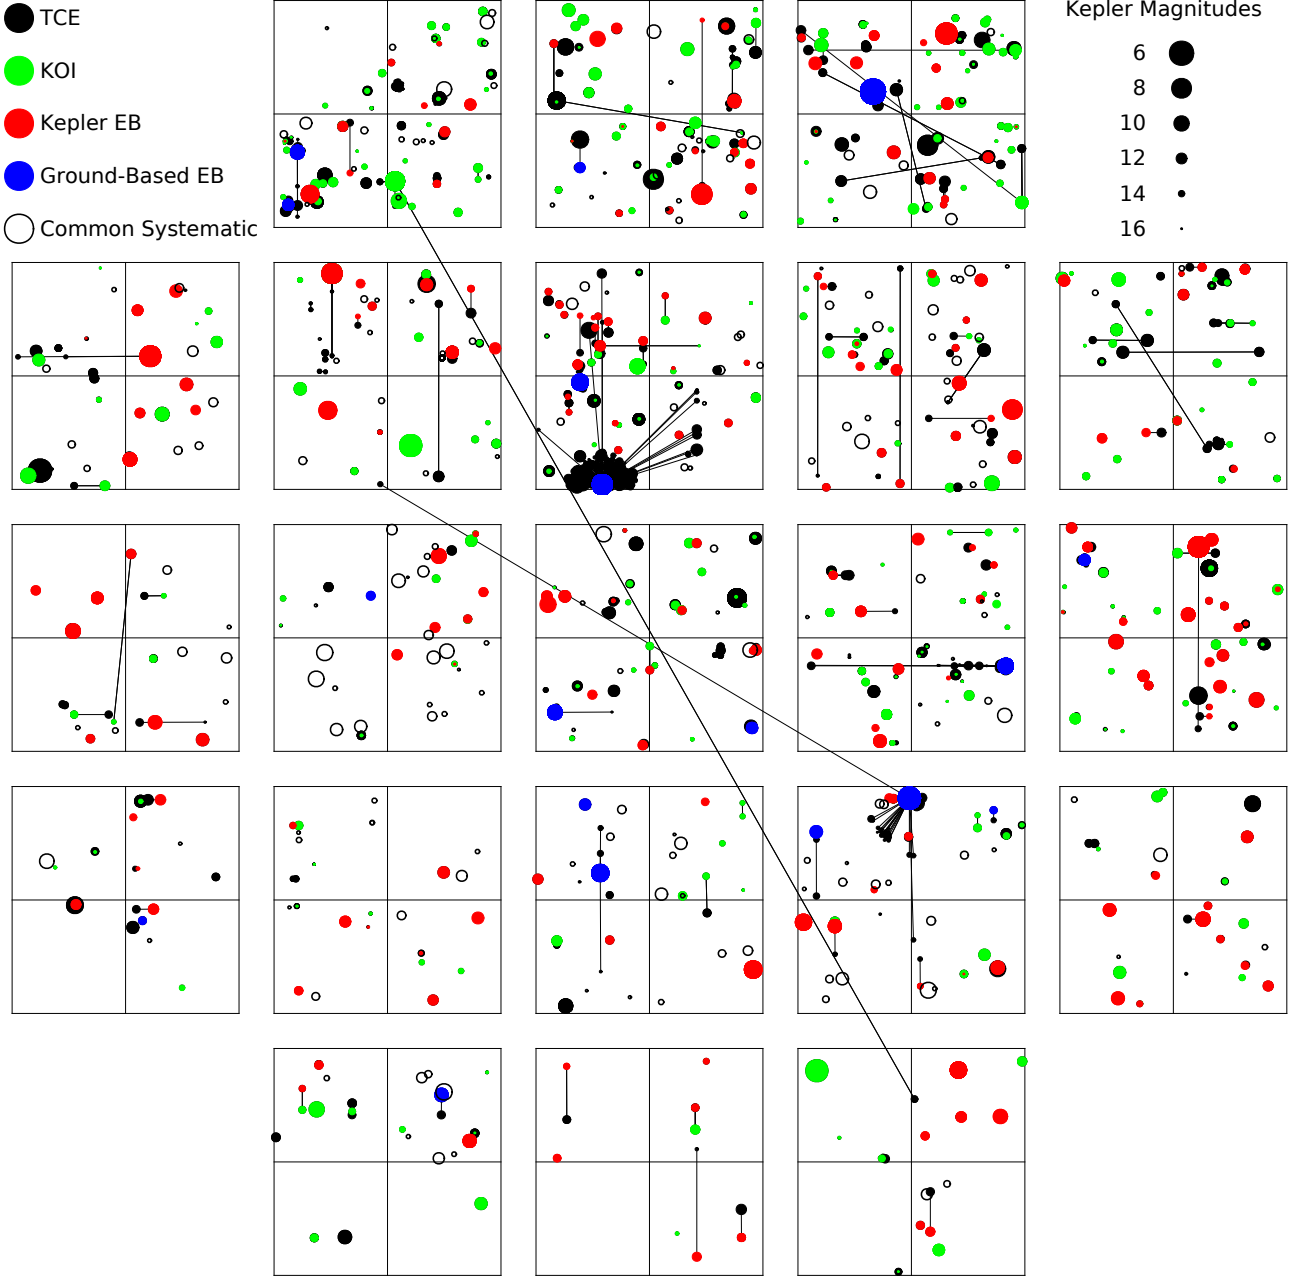 TCE
KOI
Kepler EB
Ground-Based EB
Common Systematic
Kepler Magnitudes
6
8
10
12
14
16